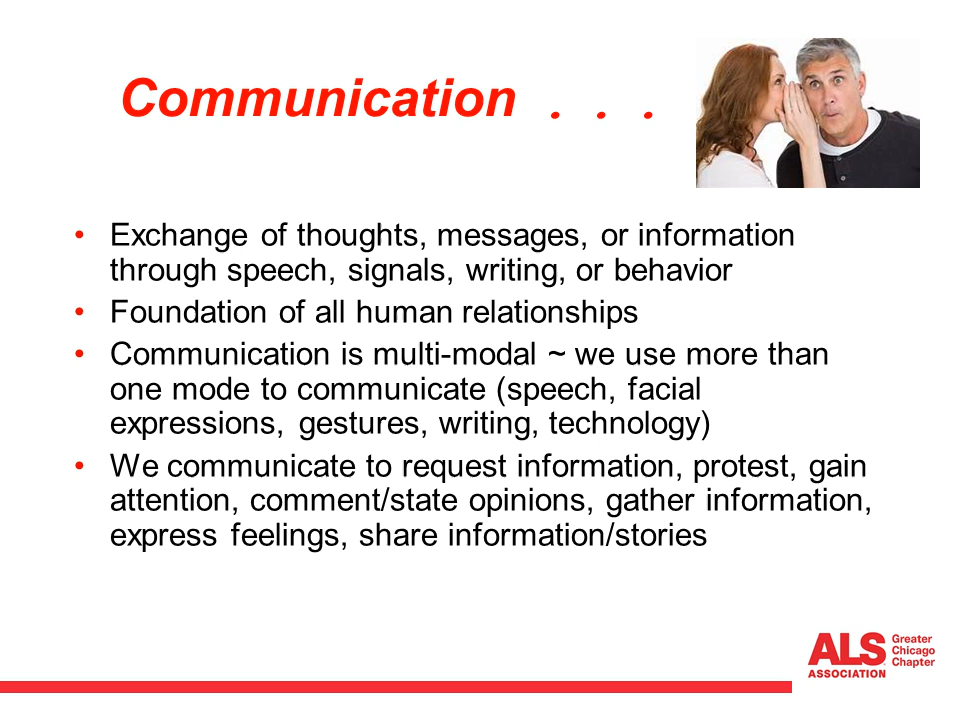 Communication . . .
• Exchange of thoughts, messages, or information
through speech, signals, writing, or behavior
• Foundation of all human relationships
• Communication is multi-modal ~ we use more than
one mode to communicate (speech, facial
expressions, gestures, writing, technology)
• We communicate to request information, protest, gain
attention, comment/state opinions, gather information,
express feelings, share information/stories
ALS
ASSOCIATION
Greater
Chicago
Chapter